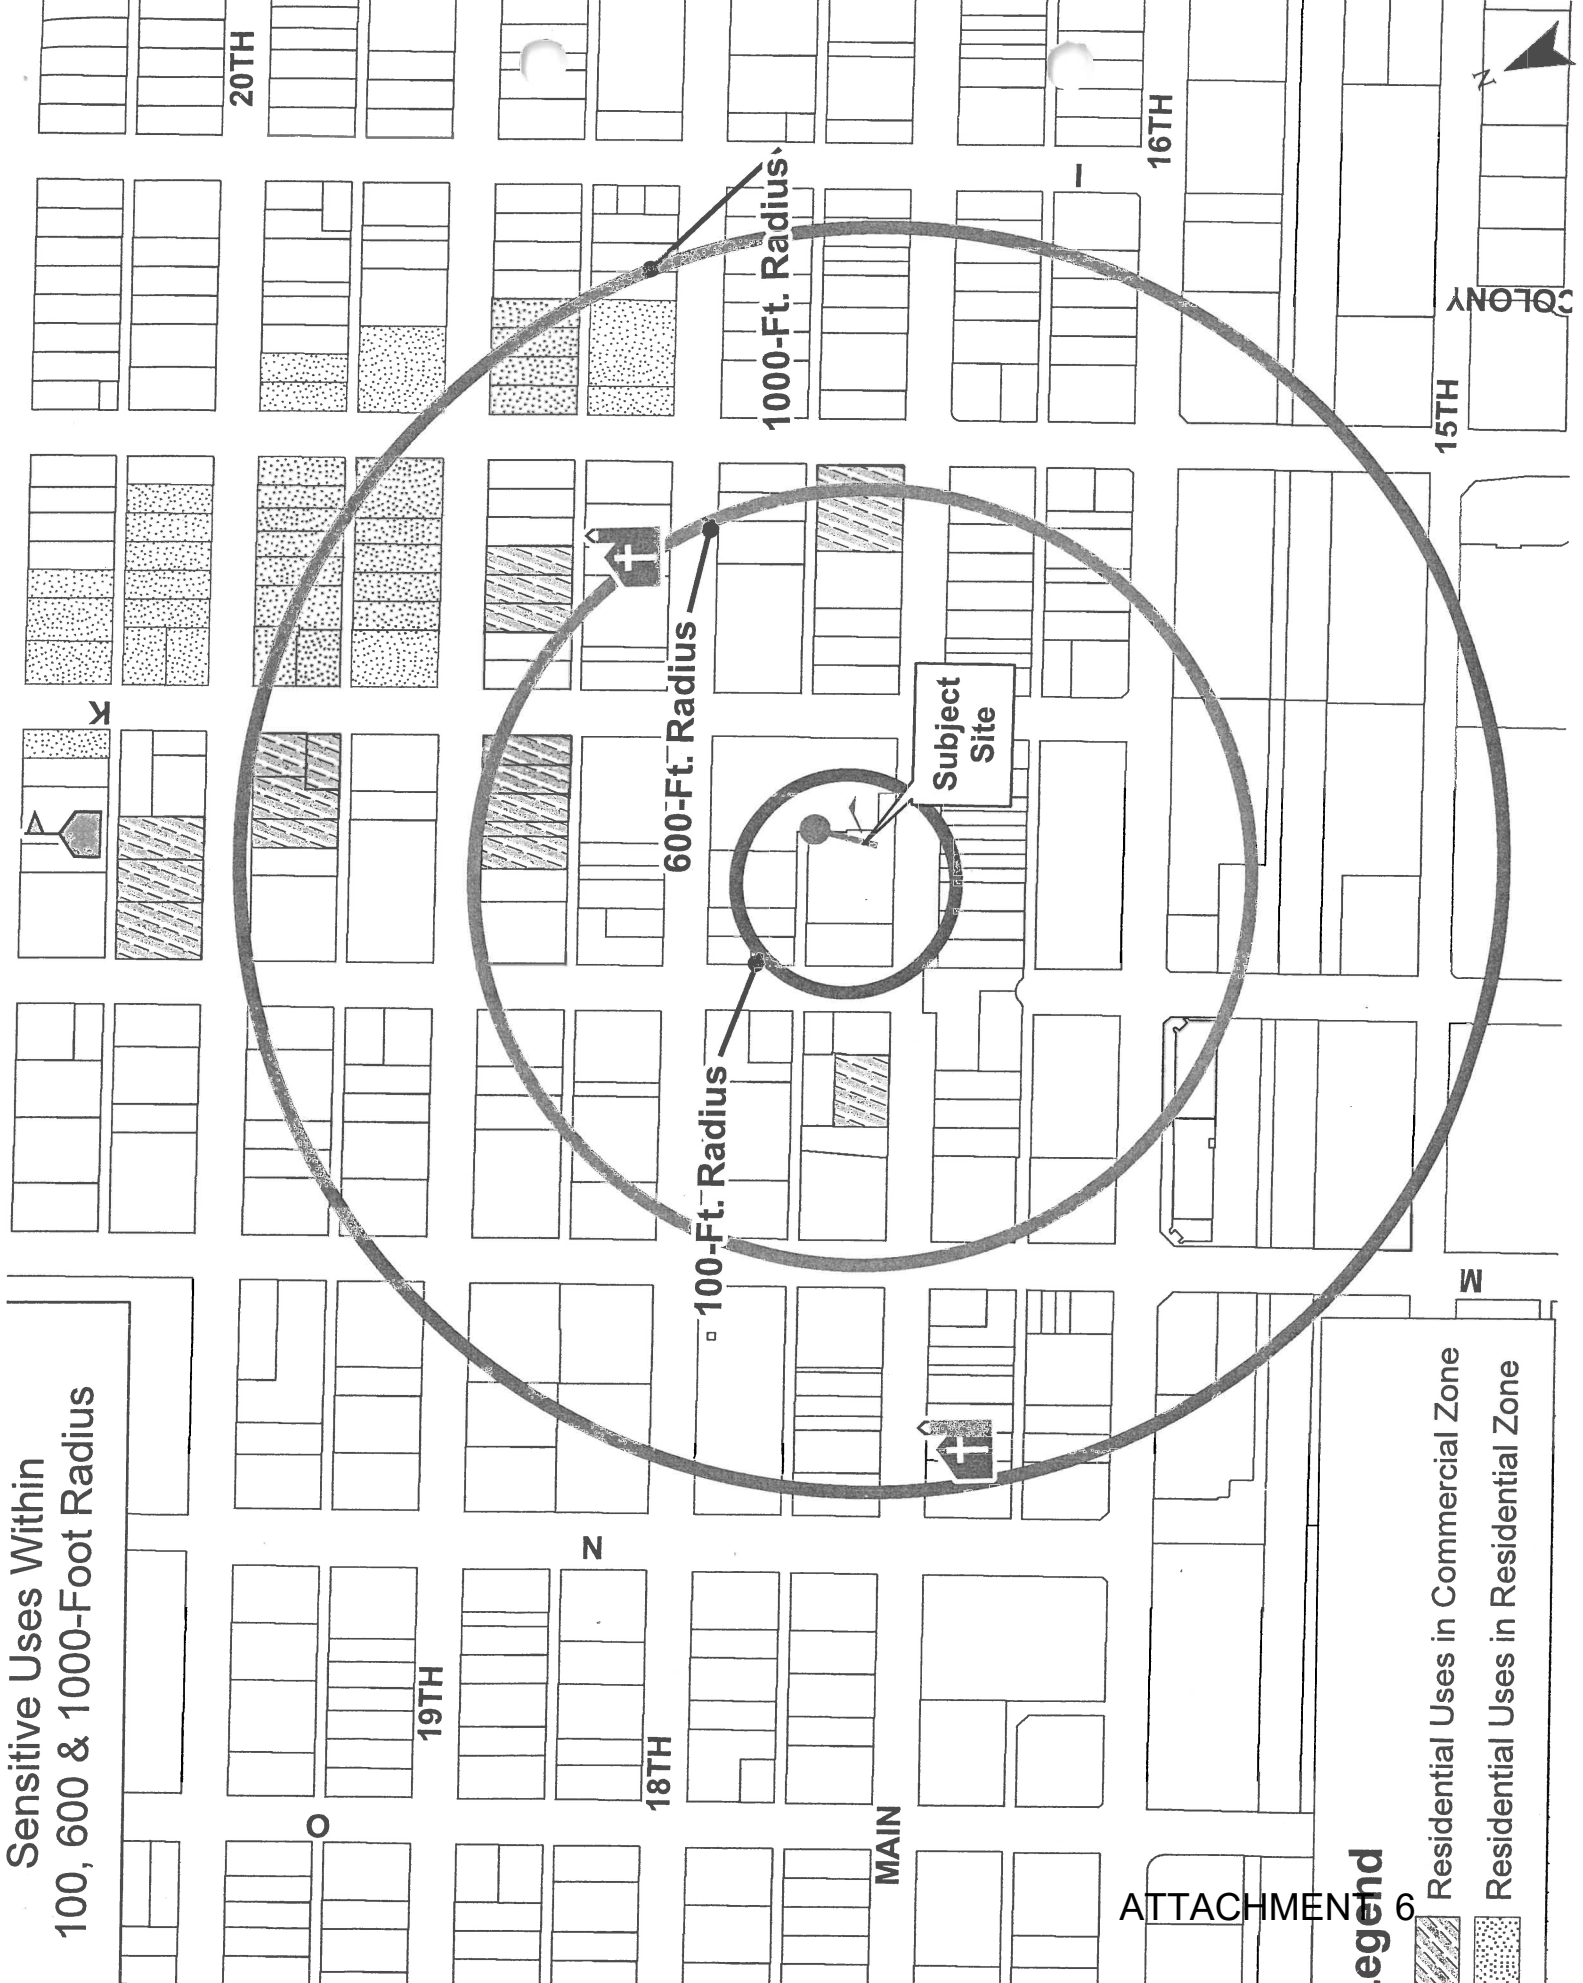 Sensitive Uses Within
100, 600 & 1000-Foot Radius
20TH
19TH
18TH
MAIN
16TH
15TH
COLONY
I
K
M
N
O
N
1000-Ft. Radius
600-Ft. Radius
100-Ft. Radius
Subject
Site
egend
Residential Uses in Commercial Zone
Residential Uses in Residential Zone
ATTACHMENT 6